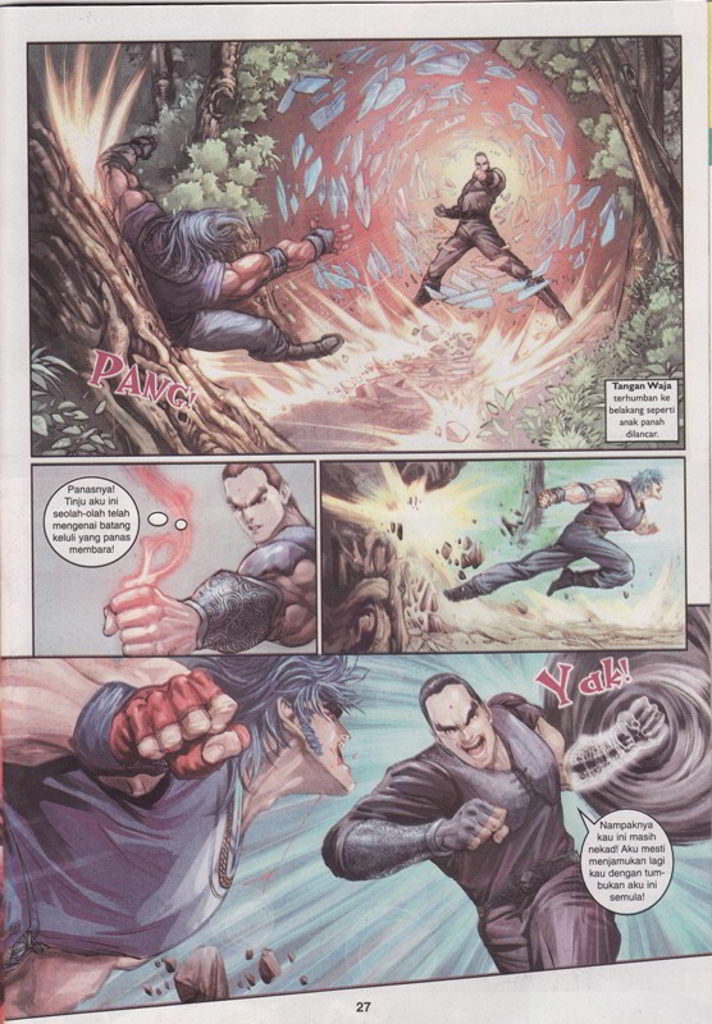 PANG!
Tangan Waja
terhumban ke
belakang seperti
anak panah
dilancar.
Panasnya!
Tinju aku ini
seolah-olah telah
mengenai batang
keluli yang panas
membara!
Yak!
Nampaknya
kau ini masih
nekad! Aku mesti
menjamukan lagi
kau dengan tum-
bukan aku ini
semula!
27